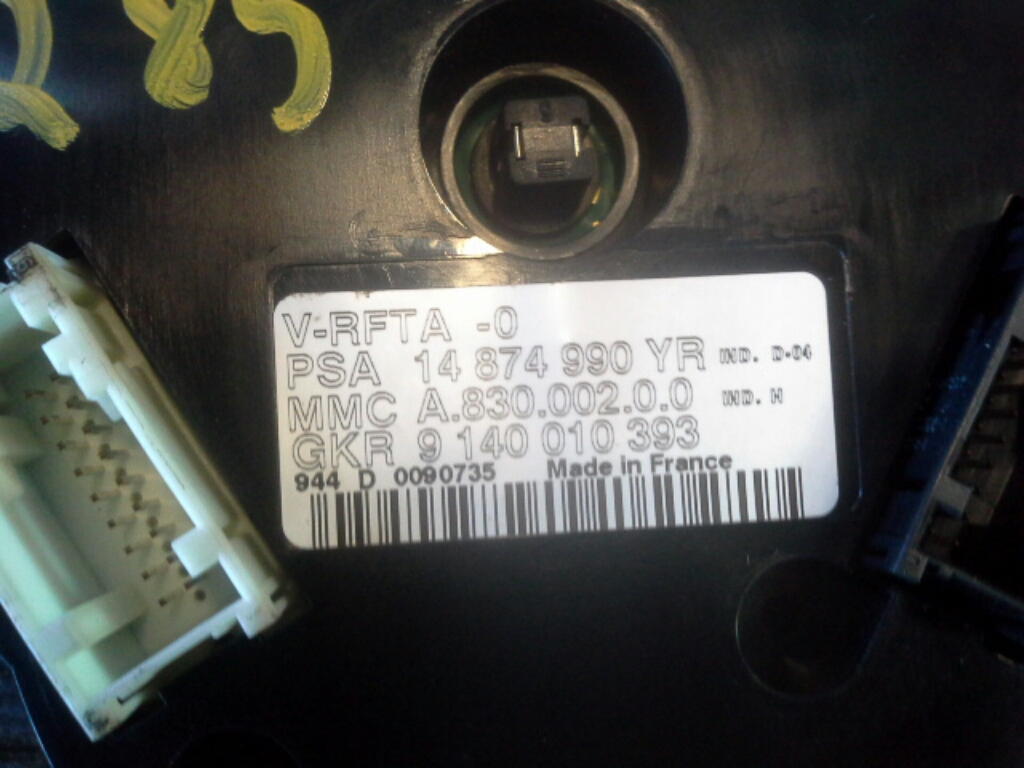 V-RFTA -0
PSA 14 874 990 YR IND. D-04
MMC A.830.002.0.0 IND. H
GKR 9 140 010 393
944 D 0090735 Made in France